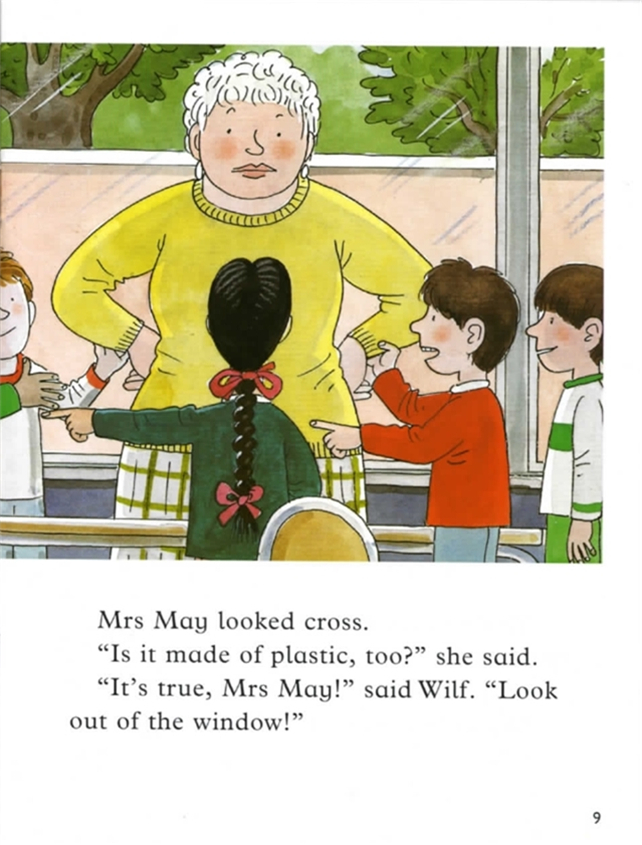 Mrs May looked cross.
“Is it made of plastic, too?” she said.
“It’s true, Mrs May!” said Wilf. “Look
out of the window!”
9